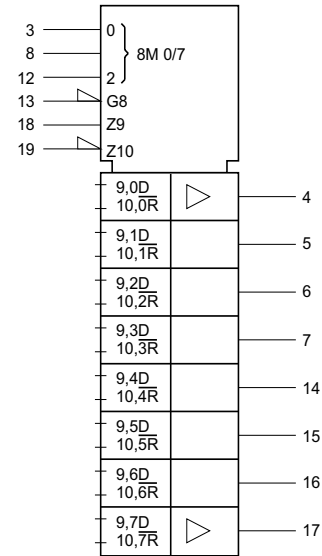 3 0
8 8M 0/7
12 2
13 G8
18 Z9
19 Z10
9,0D
10,0R 4
9,1D
10,1R 5
9,2D
10,2R 6
9,3D
10,3R 7
9,4D
10,4R 14
9,5D
10,5R 15
9,6D
10,6R 16
9,7D
10,7R 17